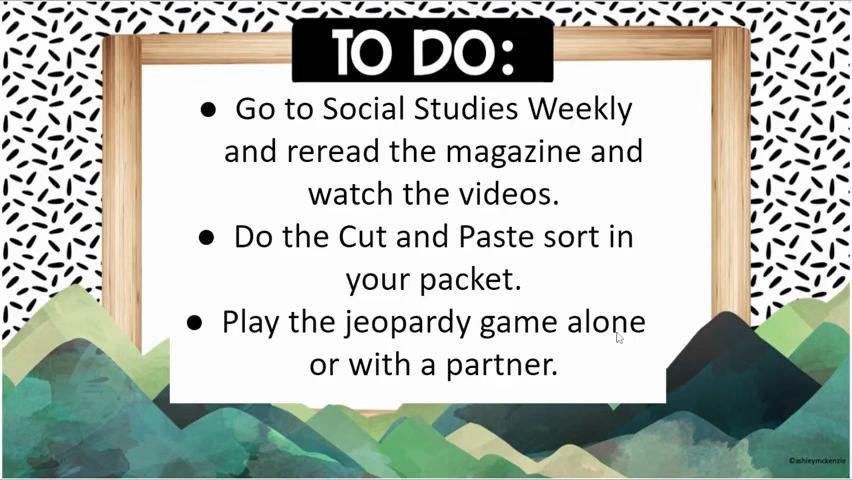 TO DO:
● Go to Social Studies Weekly
and reread the magazine and
watch the videos.
● Do the Cut and Paste sort in
your packet.
● Play the jeopardy game alone
or with a partner.
©ashleymckenzie